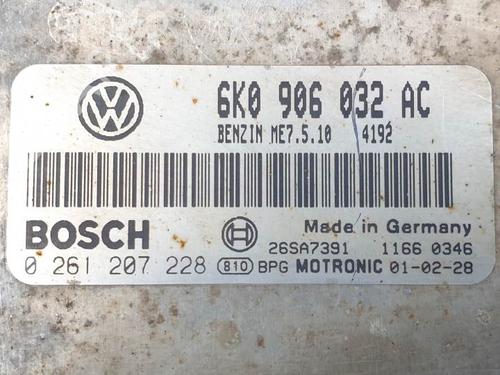 6K0 906 032 AC
BENZIN ME7.5.10 4192
BOSCH
Made in Germany
26SA7391 1166 0346
0 261 207 228 810 BPG MOTRONIC 01-02-28